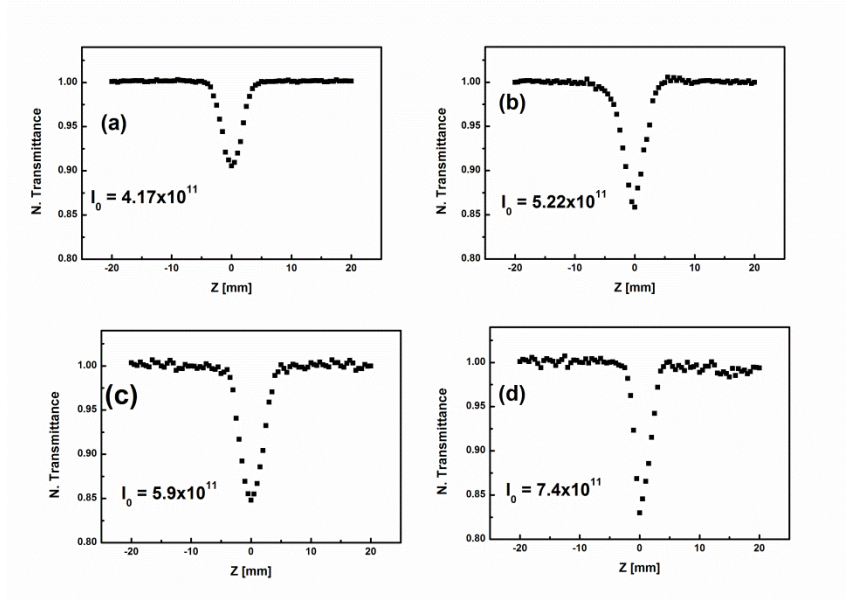 1.00
0.95
0.90
0.85
0.80
N. Transmittance
(a)
I0 = 4.17x10^11
-20 -10 0 10 20
Z [mm]
1.00
0.95
0.90
0.85
0.80
N. Transmittance
(b)
I0 = 5.22x10^11
-20 -10 0 10 20
Z [mm]
1.00
0.95
0.90
0.85
0.80
N. Transmittance
(c)
I0 = 5.9x10^11
-20 -10 0 10 20
Z [mm]
1.00
0.95
0.90
0.85
0.80
N. Transmittance
(d)
I0 = 7.4x10^11
-20 -10 0 10 20
Z [mm]